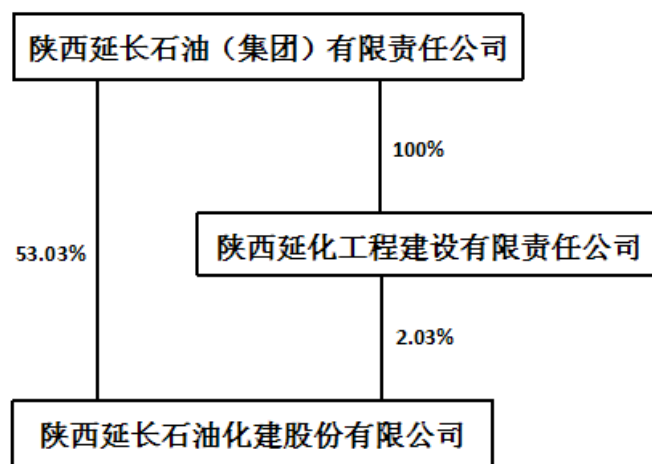 陕西延长石油（集团）有限责任公司
100%
陕西延化工程建设有限责任公司
53.03%
2.03%
陕西延长石油化建股份有限公司